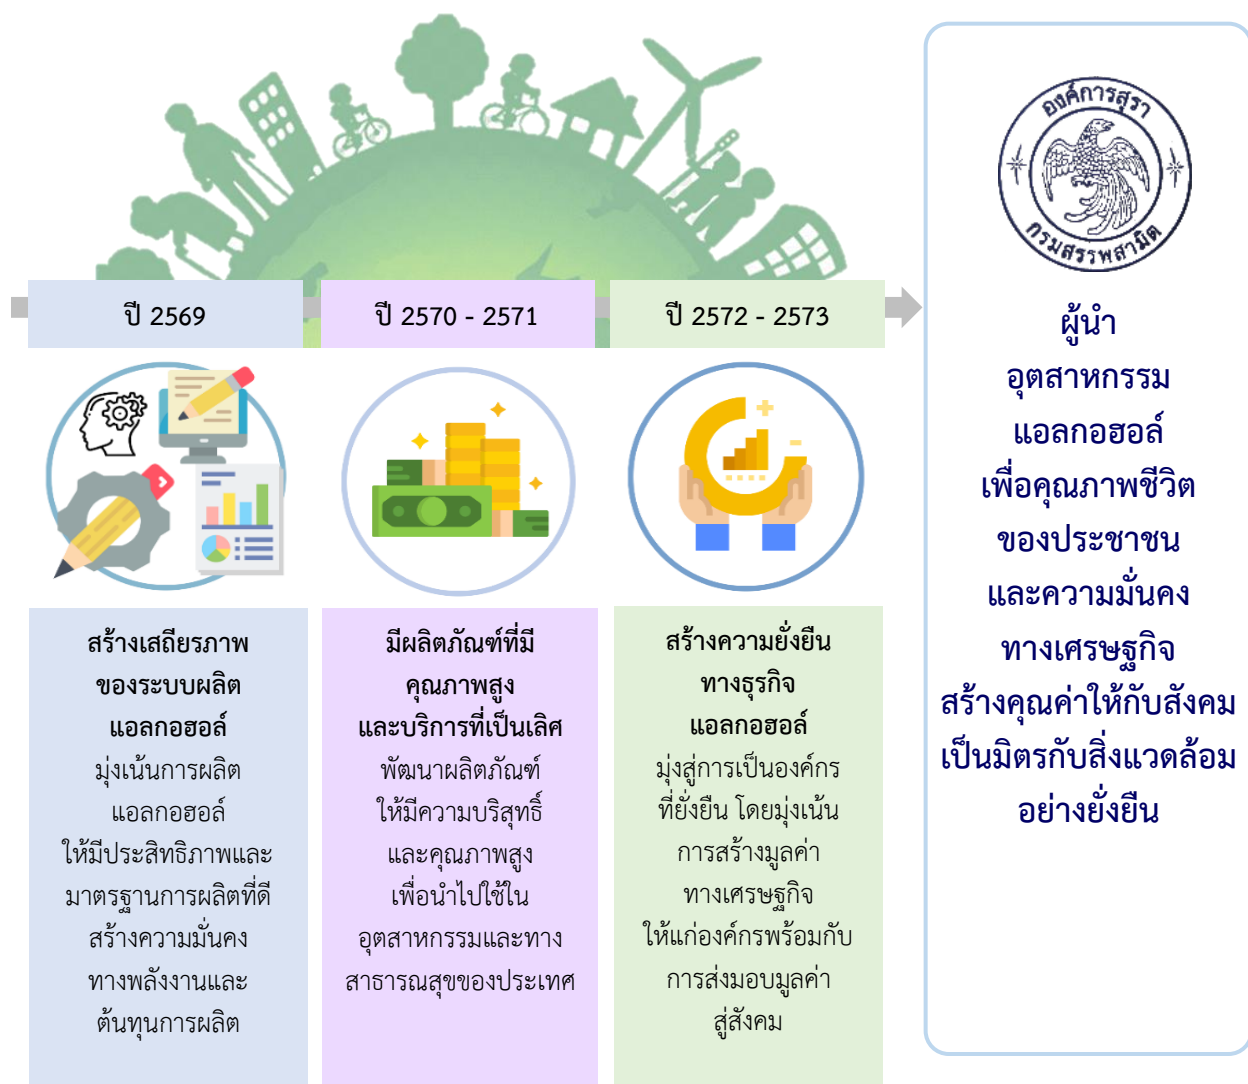 ปี 2569
สร้างเสถียรภาพ
ของระบบผลิต
แอลกอฮอล์
มุ่งเน้นการผลิต
แอลกอฮอล์
ให้มีประสิทธิภาพและ
มาตรฐานการผลิตที่ดี
สร้างความมั่นคง
ทางพลังงานและ
ต้นทุนการผลิต
ปี 2570 - 2571
มีผลิตภัณฑ์ที่มี
คุณภาพสูง
และบริการที่เป็นเลิศ
พัฒนาผลิตภัณฑ์
ให้มีความบริสุทธิ์
และคุณภาพสูง
เพื่อนำไปใช้ใน
อุตสาหกรรมและทาง
สาธารณสุขของประเทศ
ปี 2572 - 2573
สร้างความยั่งยืน
ทางธุรกิจ
แอลกอฮอล์
มุ่งสู่การเป็นองค์กร
ที่ยั่งยืน โดยมุ่งเน้น
การสร้างมูลค่า
ทางเศรษฐกิจ
ให้แก่องค์กรพร้อมกับ
การส่งมอบมูลค่า
สู่สังคม
องค์การสุรา
กรมสรรพสามิต
ผู้นำ
อุตสาหกรรม
แอลกอฮอล์
เพื่อคุณภาพชีวิต
ของประชาชน
และความมั่นคง
ทางเศรษฐกิจ
สร้างคุณค่าให้กับสังคม
เป็นมิตรกับสิ่งแวดล้อม
อย่างยั่งยืน